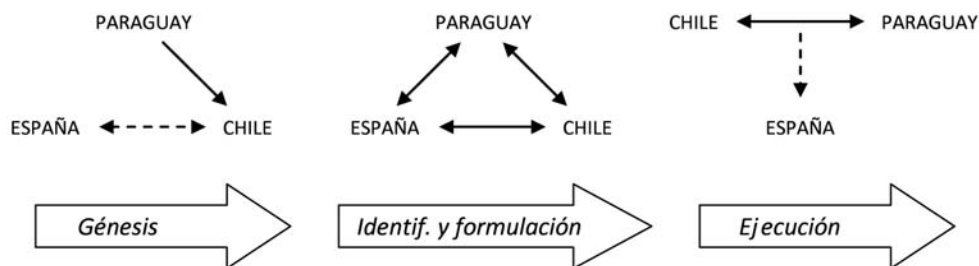 PARAGUAY
ESPAÑA CHILE
Génesis
PARAGUAY
ESPAÑA CHILE
Identif. y formulación
CHILE PARAGUAY
ESPAÑA
Ejecución